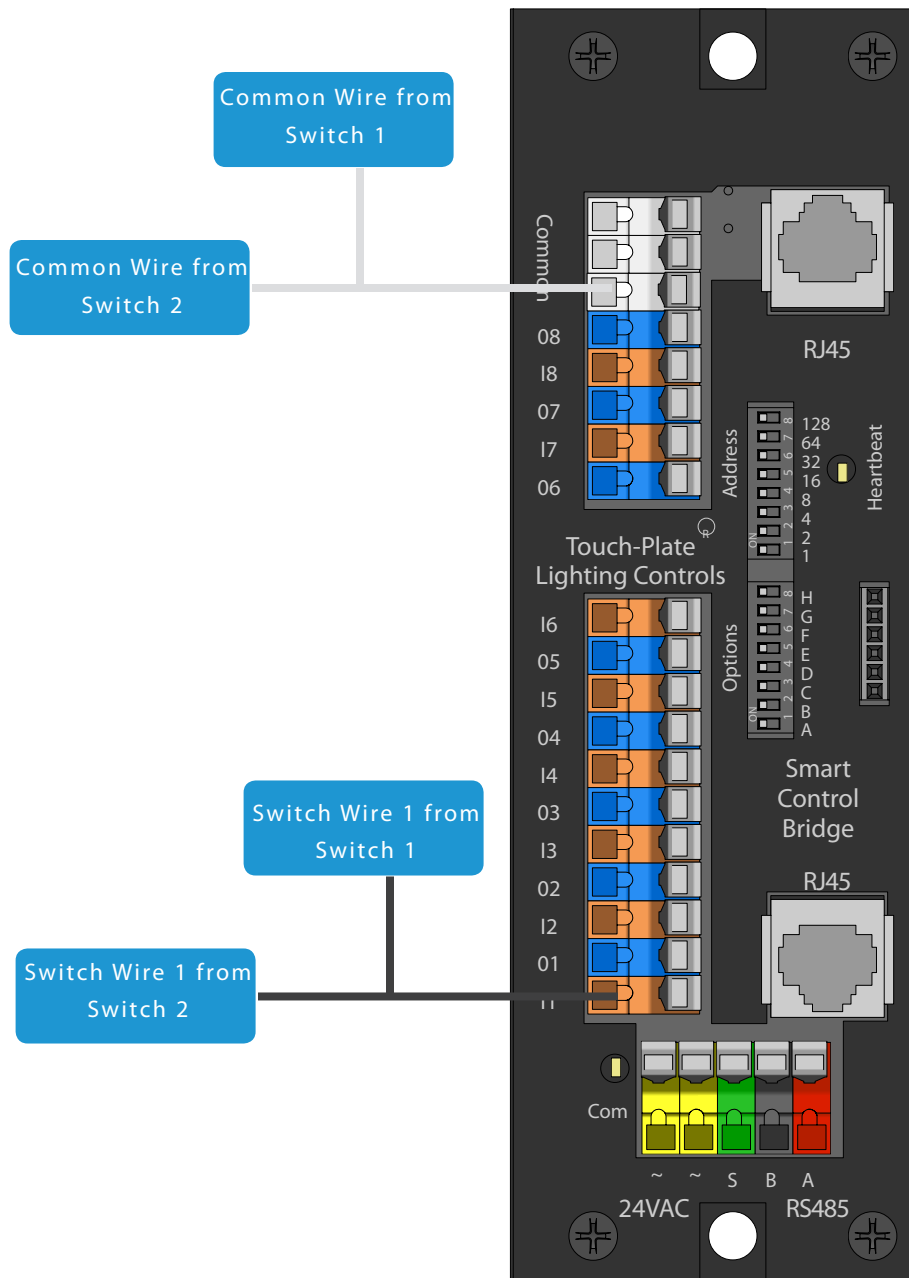 Common Wire from
Switch 1
Common Wire from
Switch 2
Common
08
I8
07
I7
06
RJ45
Address
8
7
6
5
4
3
2
1
ON
128
64
32
16
8
4
2
1
Heartbeat
R
Touch-Plate
Lighting Controls
I6
05
I5
04
I4
03
I3
02
I2
01
I1
Options
8
7
6
5
4
3
2
1
ON
H
G
F
E
D
C
B
A
Smart
Control
Bridge
RJ45
Switch Wire 1 from
Switch 1
Switch Wire 1 from
Switch 2
Com
~ ~ S B A
24VAC RS485